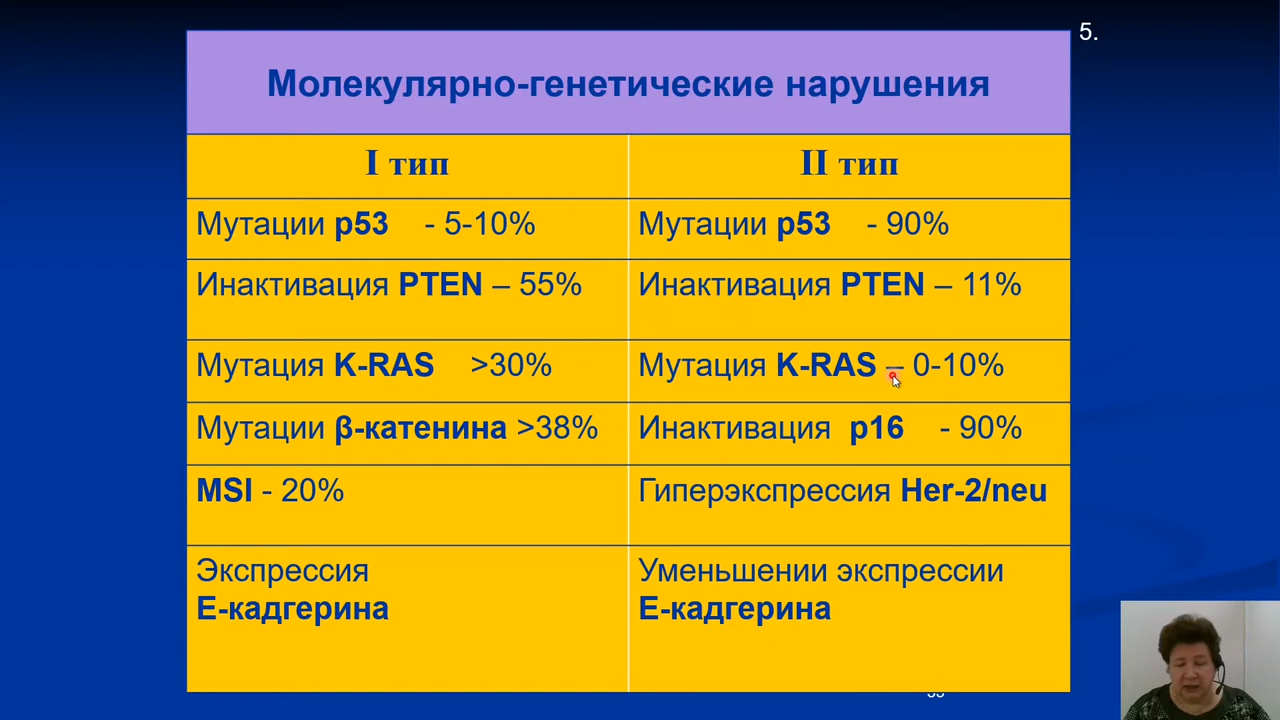 5.
Молекулярно-генетические нарушения
I тип
II тип
Мутации p53 - 5-10%
Мутации p53 - 90%
Инактивация PTEN – 55%
Инактивация PTEN – 11%
Мутация K-RAS >30%
Мутация K-RAS – 0-10%
Мутации β-катенина >38%
Инактивация p16 - 90%
MSI - 20%
Гиперэкспрессия Her-2/neu
Экспрессия
Е-кадгерина
Уменьшении экспрессии
Е-кадгерина